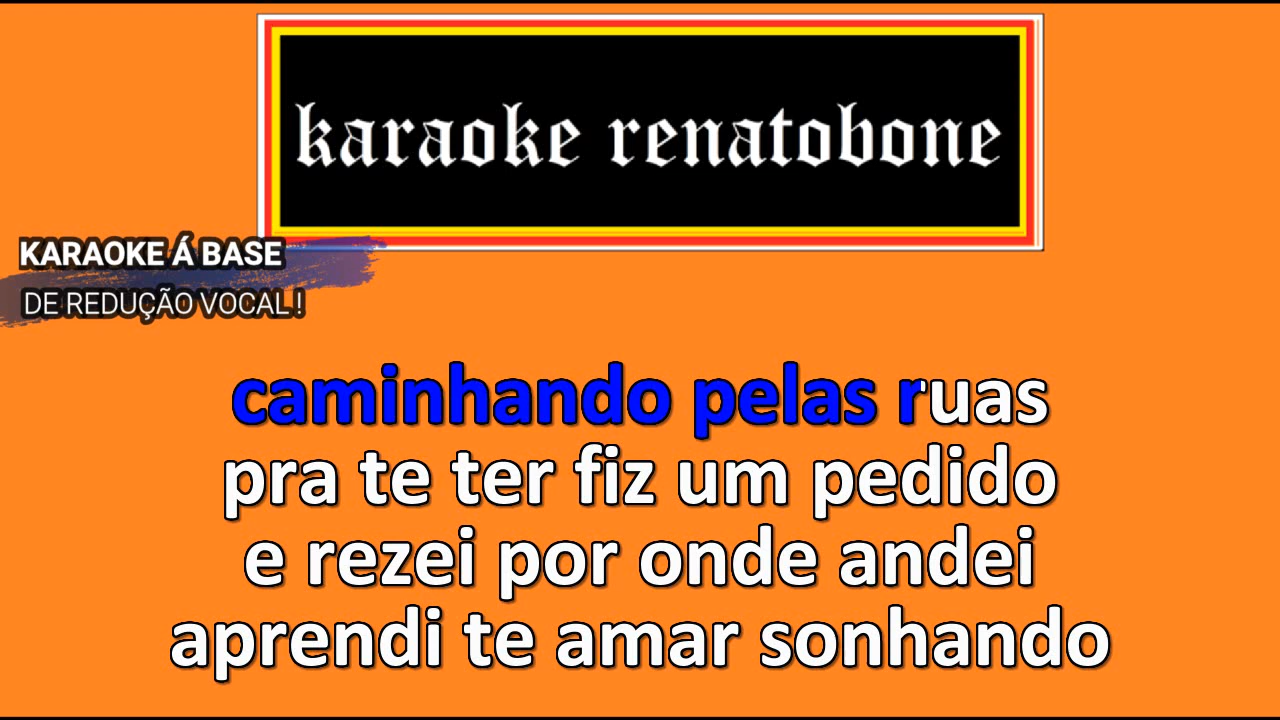 karaoke renatobone
KARAOKE Á BASE
DE REDUÇÃO VOCAL !
caminhando pelas ruas
pra te ter fiz um pedido
e rezei por onde andei
aprendi te amar sonhando